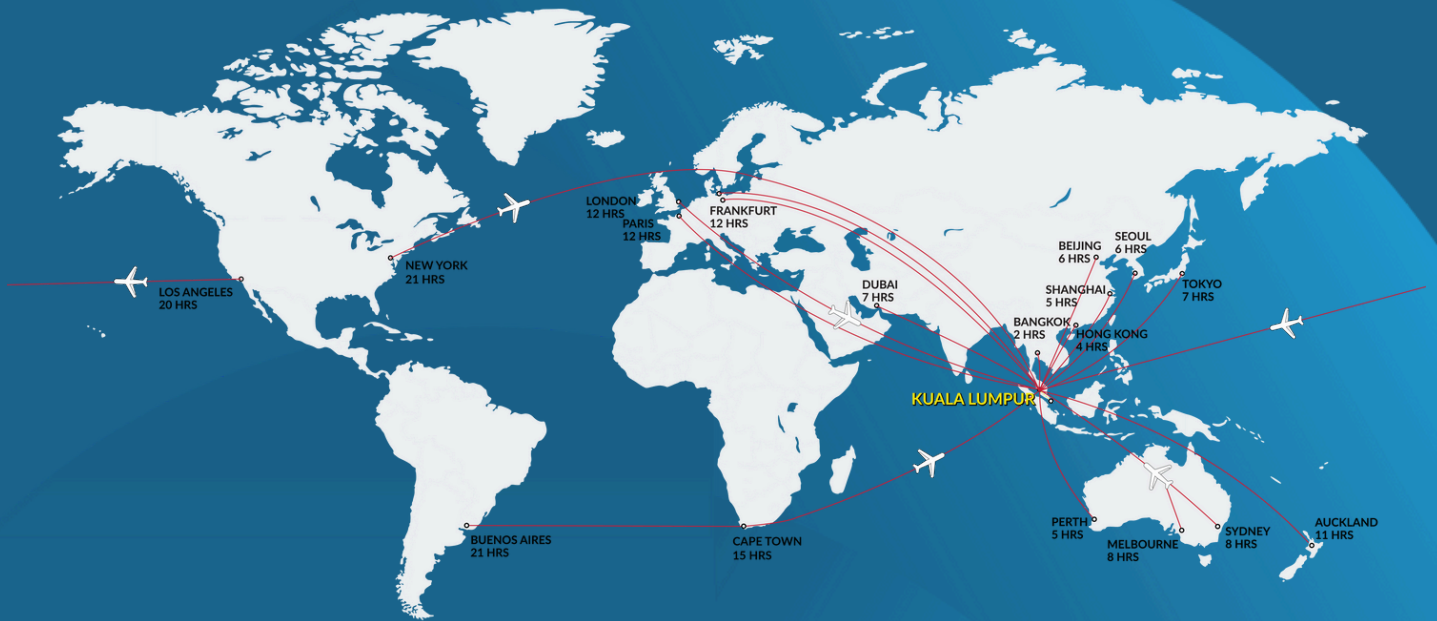 LONDON
12 HRS
PARIS
12 HRS
FRANKFURT
12 HRS
NEW YORK
21 HRS
LOS ANGELES
20 HRS
DUBAI
7 HRS
BEIJING
6 HRS
SEOUL
6 HRS
SHANGHAI
5 HRS
TOKYO
7 HRS
BANGKOK
2 HRS
HONG KONG
4 HRS
KUALA LUMPUR
BUENOS AIRES
21 HRS
CAPE TOWN
15 HRS
PERTH
5 HRS
MELBOURNE
8 HRS
SYDNEY
8 HRS
AUCKLAND
11 HRS